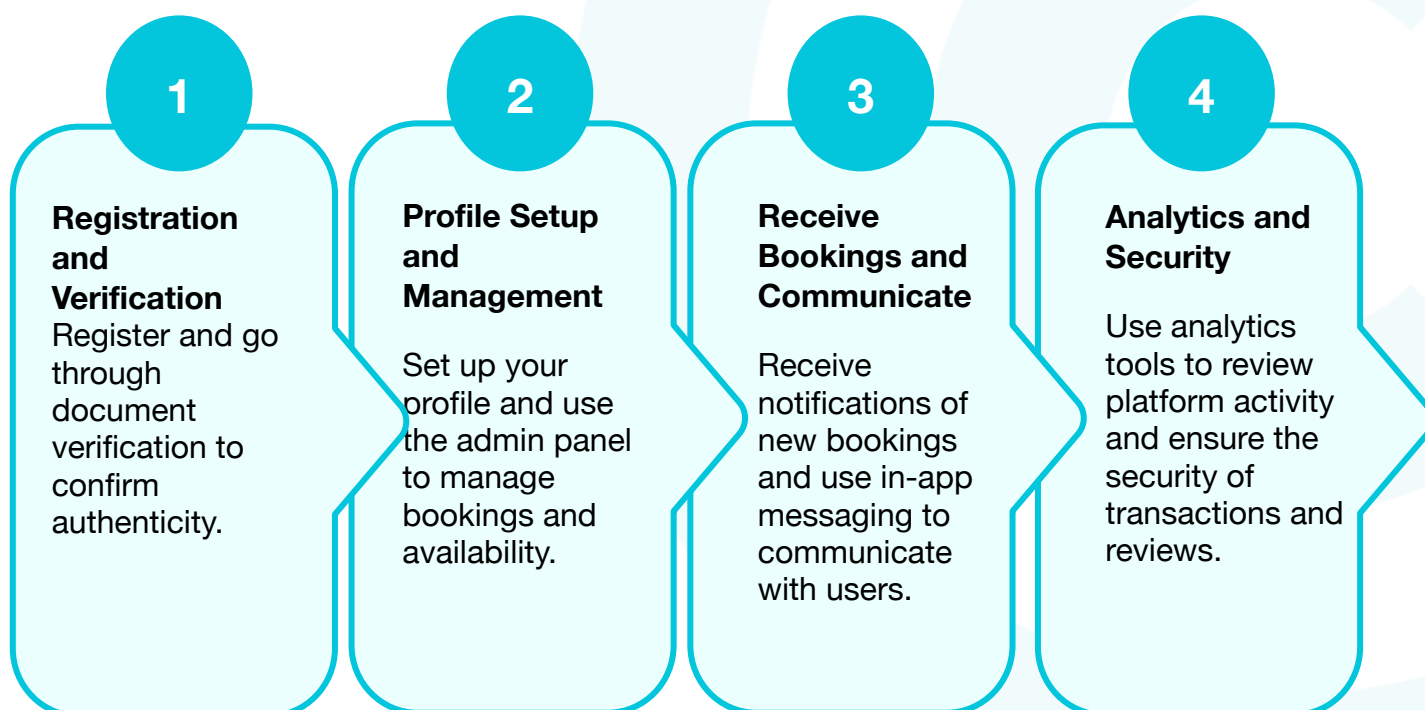 1
Registration
and
Verification
Register and go
through
document
verification to
confirm
authenticity.
2
Profile Setup
and
Management
Set up your
profile and use
the admin panel
to manage
bookings and
availability.
3
Receive
Bookings and
Communicate
Receive
notifications of
new bookings
and use in-app
messaging to
communicate
with users.
4
Analytics and
Security
Use analytics
tools to review
platform activity
and ensure the
security of
transactions and
reviews.